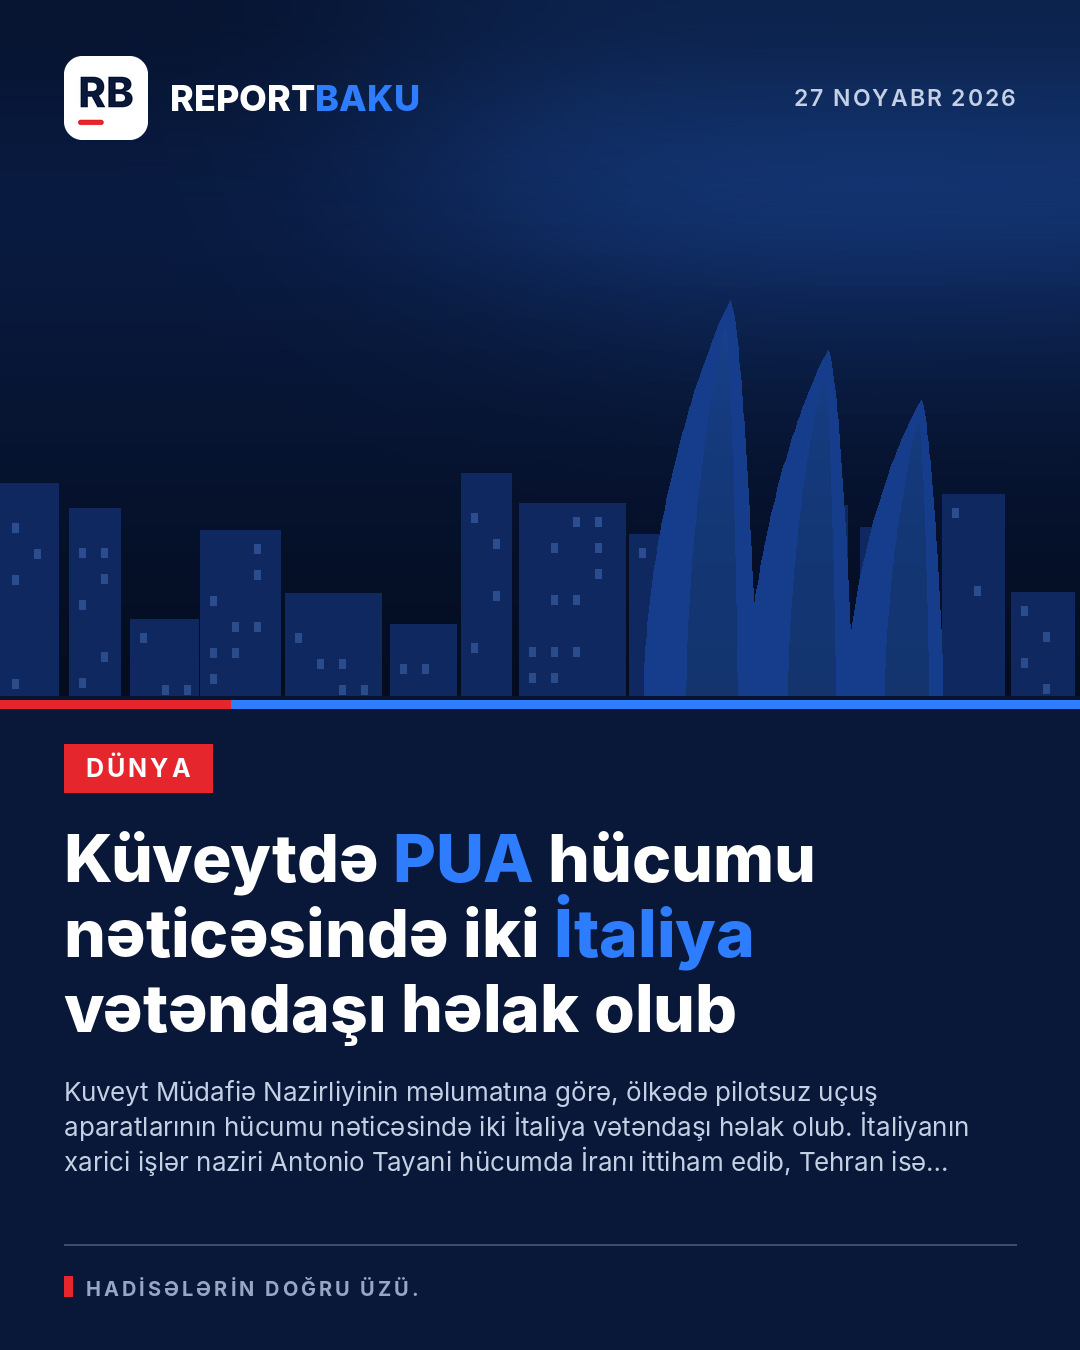 RB
REPORTBAKU
27 NOYABR 2026
DÜNYA
Küveytdə PUA hücumu
nəticəsində iki İtaliya
vətəndaşı həlak olub
Kuveyt Müdafiə Nazirliyinin məlumatına görə, ölkədə pilotsuz uçuş
aparatlarının hücumu nəticəsində iki İtaliya vətəndaşı həlak olub. İtaliyanın
xarici işlər naziri Antonio Tayani hücumda İranı ittiham edib, Tehran isə...
HADİSƏLƏRİN DOĞRU ÜZÜ.